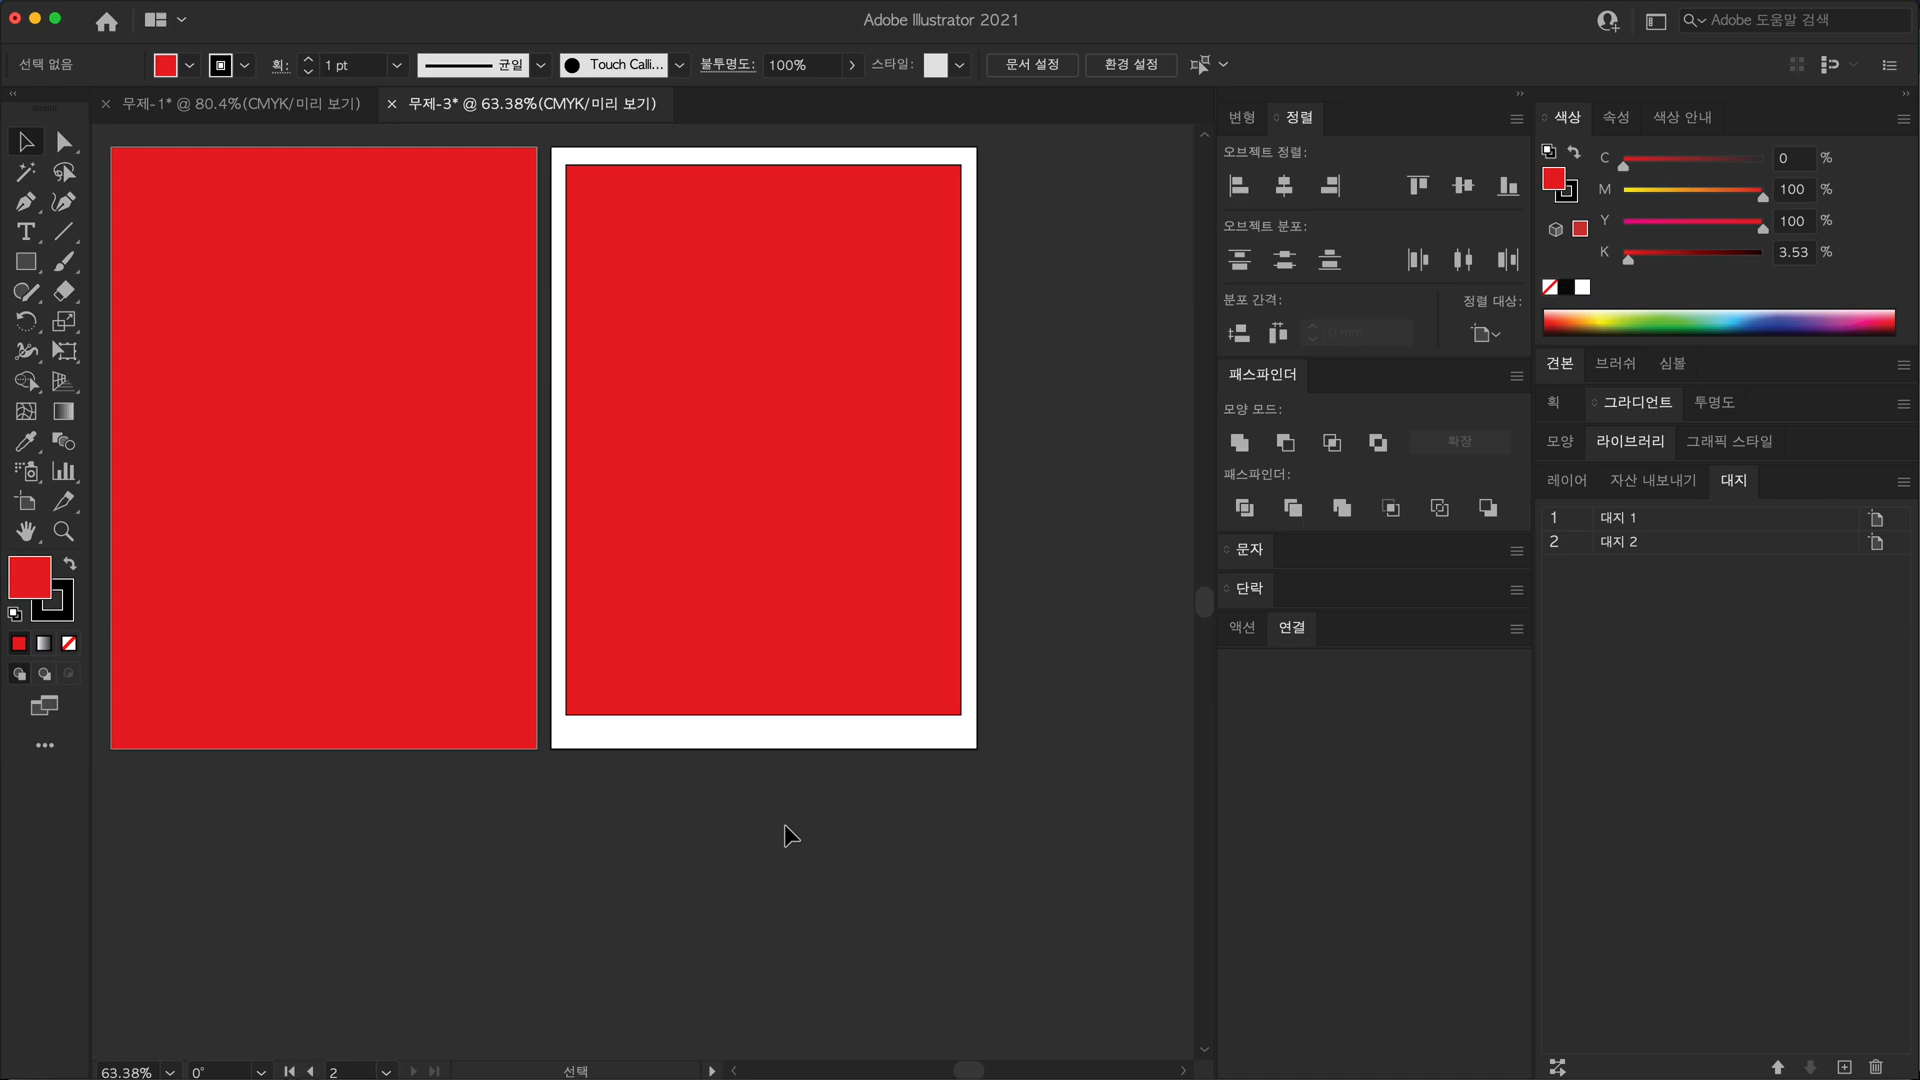 Adobe Illustrator 2021
Adobe 도움말 검색
선택 없음
획:
1 pt
균일
Touch Calli...
불투명도:
100%
스타일:
문서 설정
환경 설정
무제-1* @ 80.4%(CMYK/미리 보기)
무제-3* @ 63.38%(CMYK/미리 보기)
변형
정렬
오브젝트 정렬:
오브젝트 분포:
분포 간격:
정렬 대상:
0 mm
패스파인더
모양 모드:
확장
패스파인더:
문자
단락
액션
연결
색상
속성
색상 안내
C
0
%
M
100
%
Y
100
%
K
3.53
%
견본
브러쉬
심볼
획
그라디언트
투명도
모양
라이브러리
그래픽 스타일
레이어
자산 내보내기
대지
1
대지 1
2
대지 2
63.38%
0°
2
선택